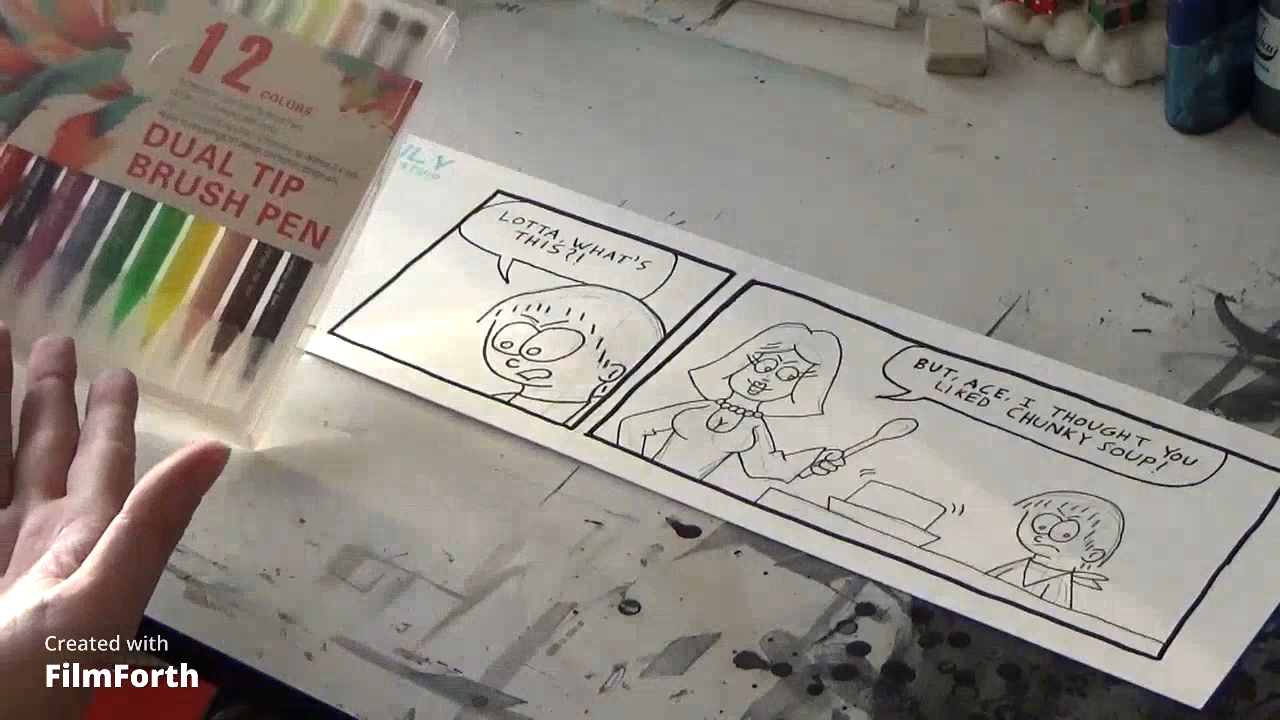 12
COLORS
DUAL TIP
BRUSH PEN
LOTTA, WHAT'S
THIS?!
BUT, ACE, I THOUGHT YOU
LIKED CHUNKY SOUP!
Created with
FilmForth